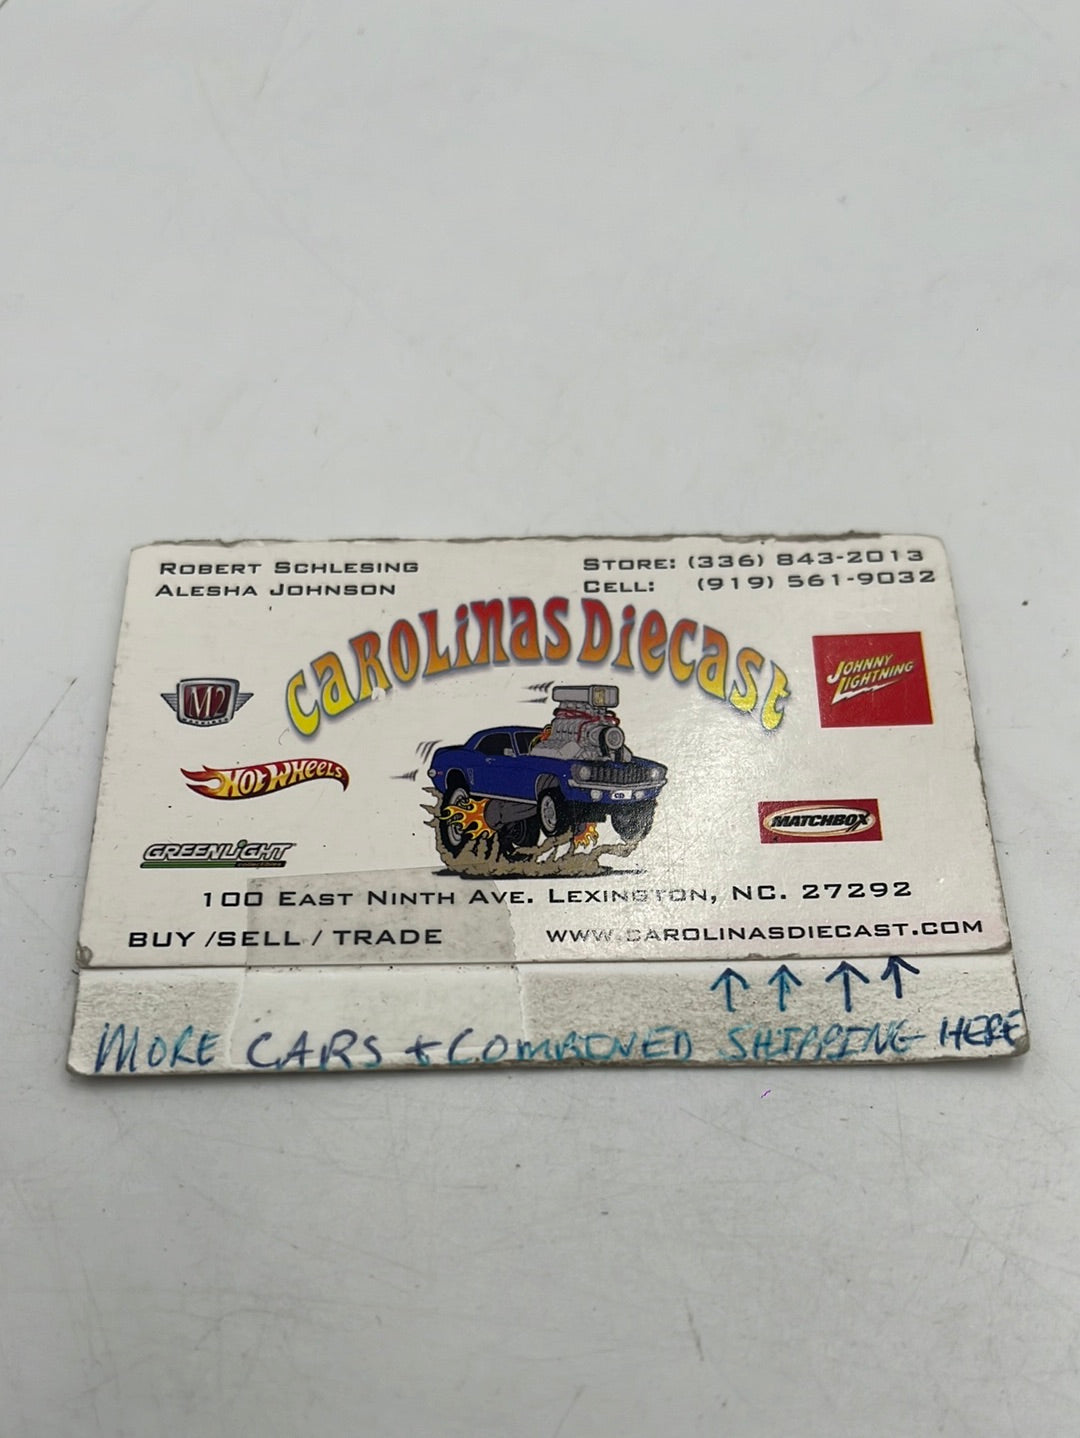 ROBERT SCHLESING
ALESHA JOHNSON
STORE: (336) 843-2013
CELL: (919) 561-9032
CAROLINAS DIECAST
M2
MACHINES
JOHNNY
LIGHTNING
HOT WHEELS
MATCHBOX
GREENLIGHT
100 EAST NINTH AVE. LEXINGTON, NC. 27292
BUY /SELL / TRADE
WWW.CAROLINASDIECAST.COM
MORE CARS + COMBINED SHIPPING HERE